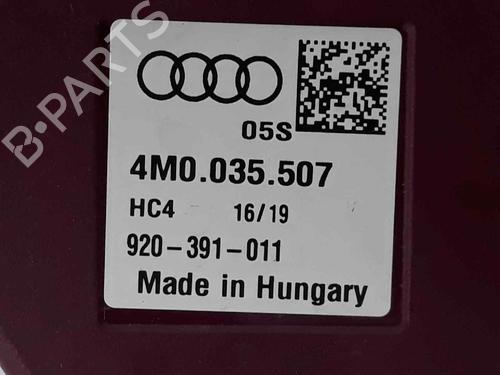 B-PARTS
05S
4M0.035.507
HC4 16/19
920-391-011
Made in Hungary